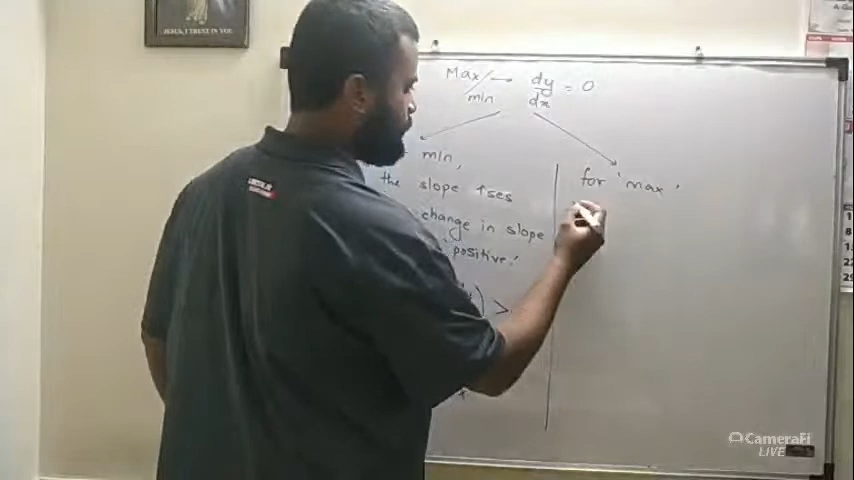 JESUS, I TRUST IN YOU
Max/min → dy/dx = 0
min,
the slope ↑ses
change in slope
positive.'
) >
for 'max'
CameraFi
LIVE